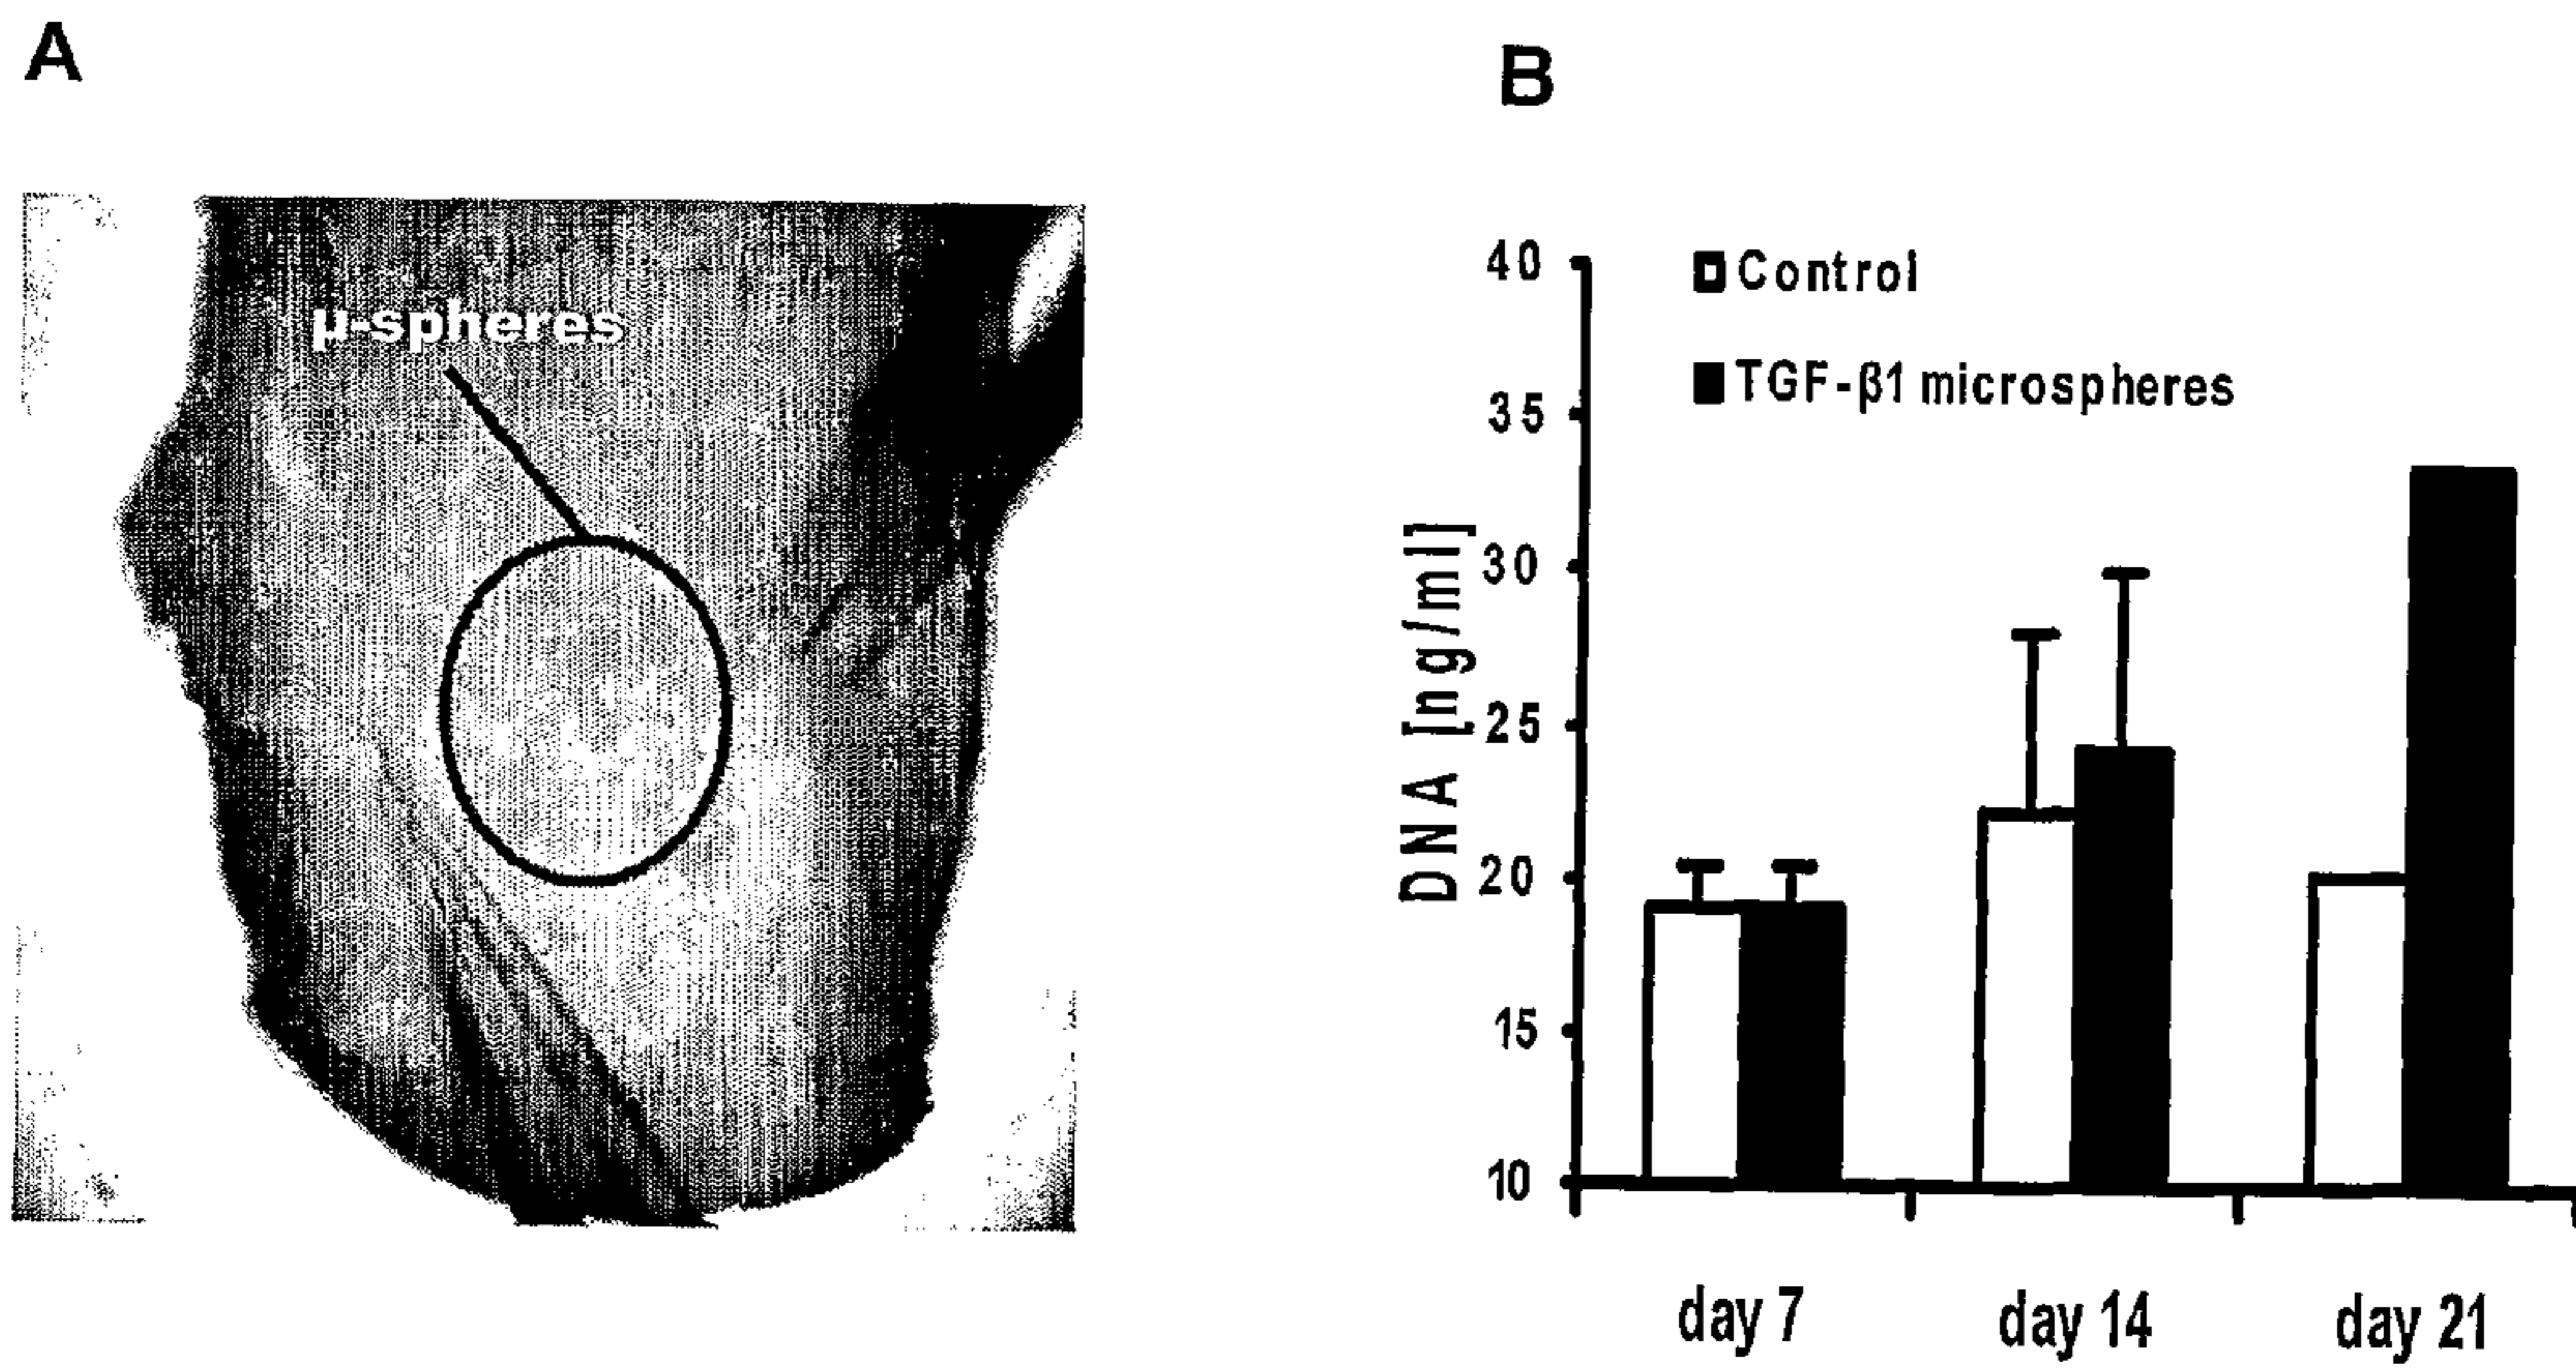 A
B
µ-spheres
Control
TGF-β1 microspheres
DNA [ng/ml]
40
35
30
25
20
15
10
day 7
day 14
day 21